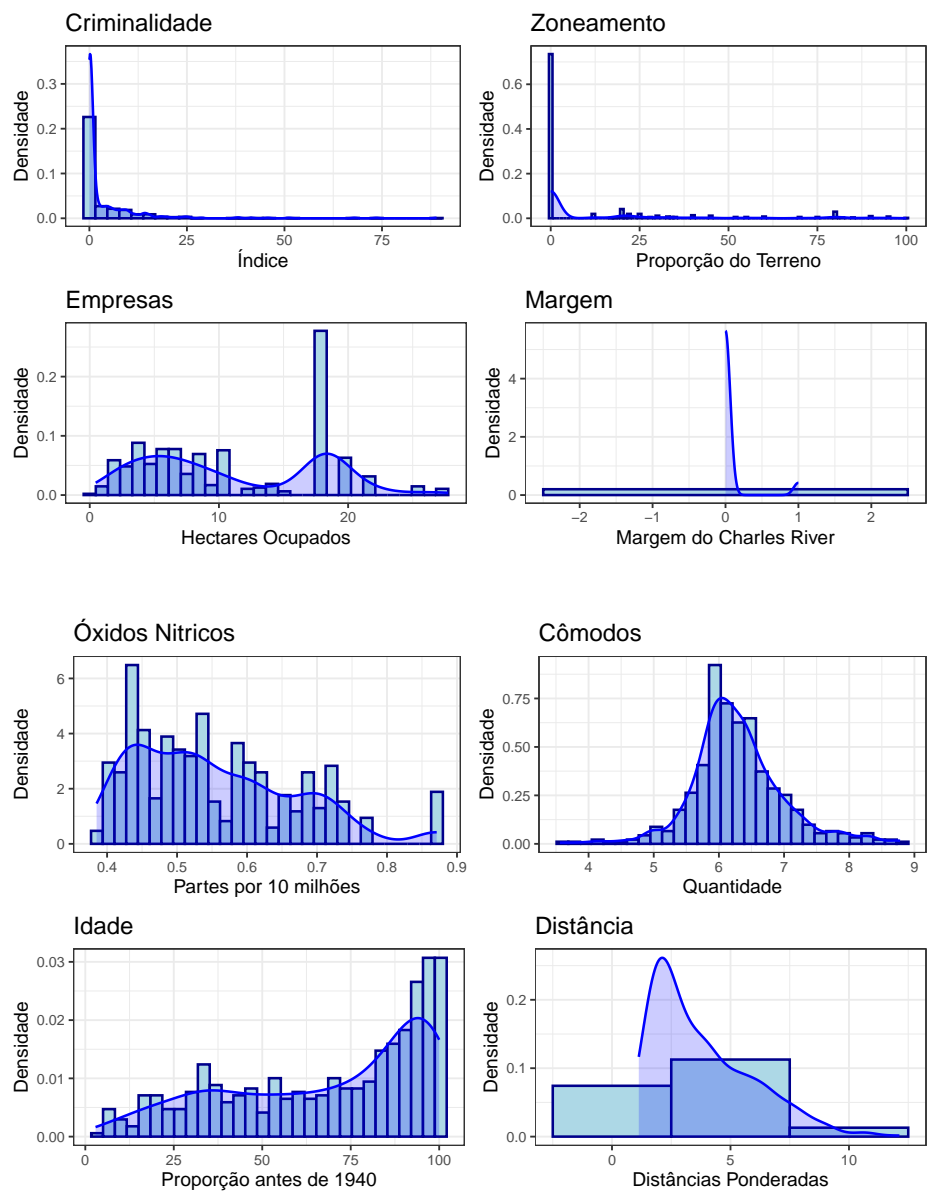 Criminalidade
Densidade
0.3
0.2
0.1
0.0
0 25 50 75
Índice
Zoneamento
Densidade
0.6
0.4
0.2
0.0
0 25 50 75 100
Proporção do Terreno
Empresas
Densidade
0.2
0.1
0.0
0 20
Hectares Ocupados
Margem
Densidade
4
2
0
−2 −1 0 1 2
Margem do Charles River
Óxidos Nitricos
Densidade
6
4
2
0
0.4 0.5 0.6 0.7 0.8 0.9
Partes por 10 milhões
Cômodos
Densidade
0.75
0.50
0.25
0.00
4 5 6 7 8 9
Quantidade
Idade
Densidade
0.03
0.02
0.01
0.00
0 25 50 75 100
Proporção antes de 1940
Distância
Densidade
0.2
0.1
0.0
0 5 10
Distâncias Ponderadas